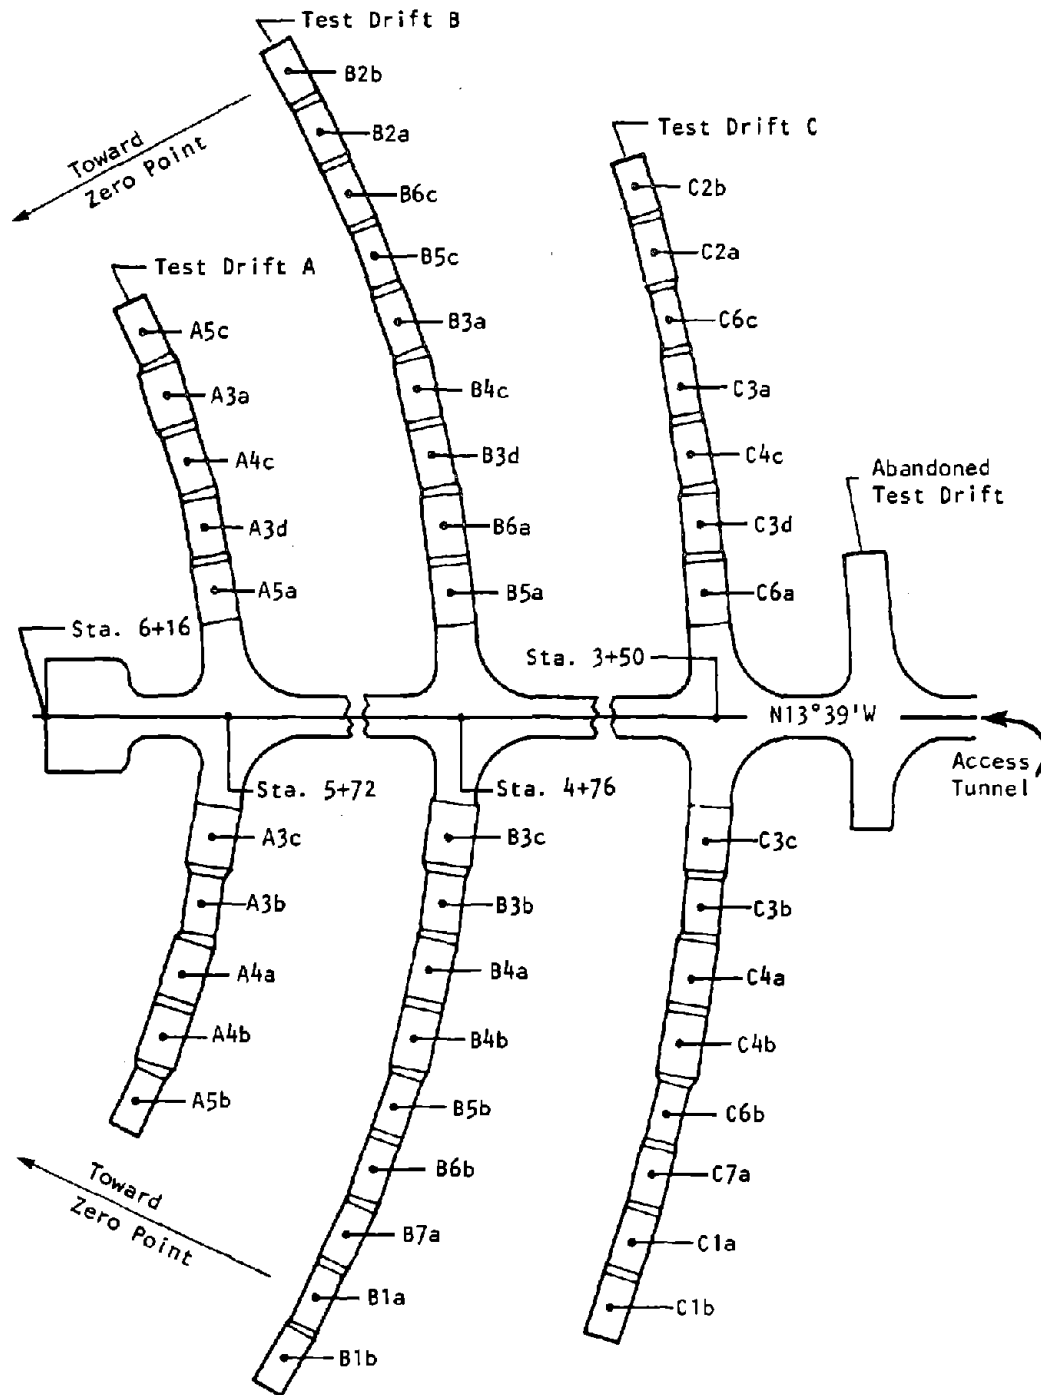 Test Drift B
B2b
Toward
Zero Point
B2a
B6c
B5c
B3a
B4c
B3d
B6a
B5a
Test Drift A
A5c
A3a
A4c
A3d
A5a
Test Drift C
C2b
C2a
C6c
C3a
C4c
C3d
C6a
Abandoned
Test Drift
Sta. 6+16
Sta. 3+50
N13°39'W
Access
Tunnel
Sta. 5+72
Sta. 4+76
A3c
A3b
A4a
A4b
A5b
B3c
B3b
B4a
B4b
B5b
B6b
B7a
B1a
B1b
C3c
C3b
C4a
C4b
C6b
C7a
C1a
C1b
Toward
Zero Point